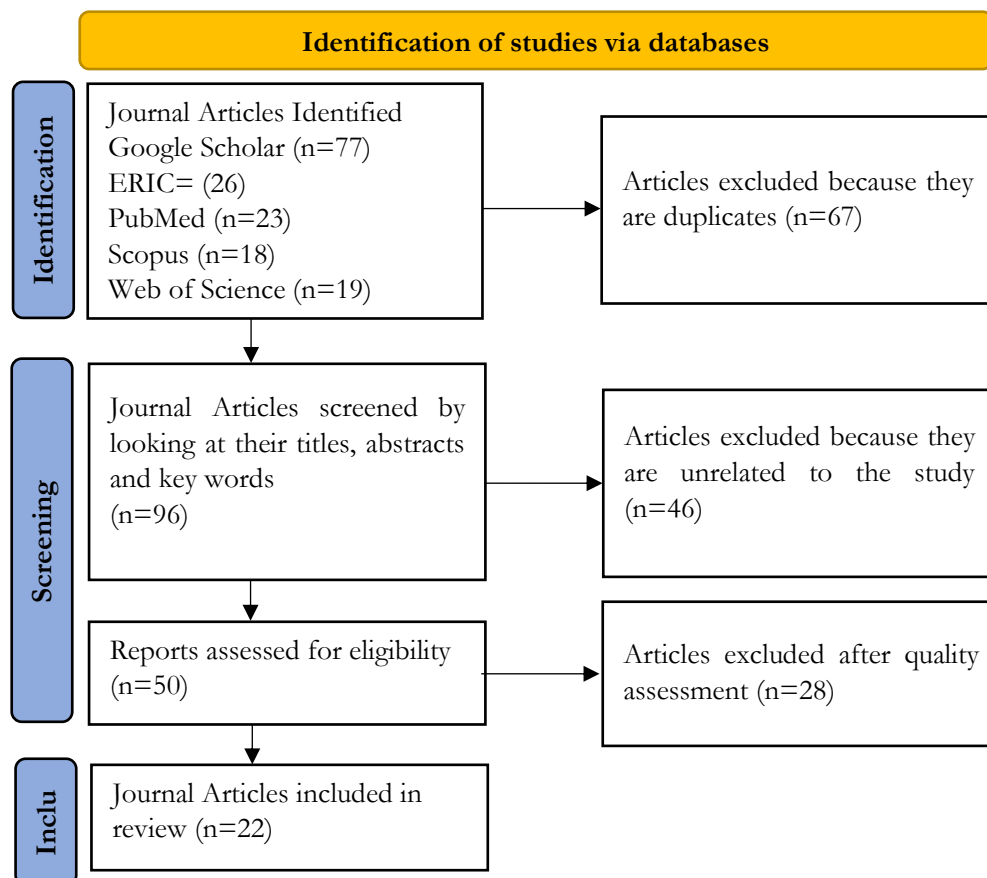 Identification of studies via databases
Identification
Journal Articles Identified
Google Scholar (n=77)
ERIC= (26)
PubMed (n=23)
Scopus (n=18)
Web of Science (n=19)
Articles excluded because they
are duplicates (n=67)
Screening
Journal Articles screened by
looking at their titles, abstracts
and key words
(n=96)
Articles excluded because they
are unrelated to the study
(n=46)
Reports assessed for eligibility
(n=50)
Articles excluded after quality
assessment (n=28)
Inclu
Journal Articles included in
review (n=22)